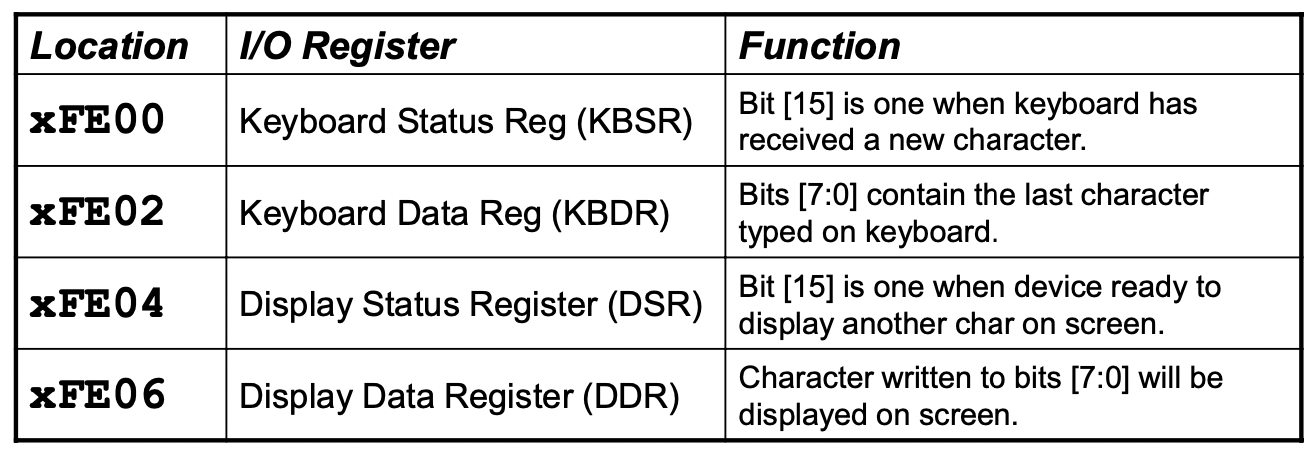 Location I/O Register Function
xFE00 Keyboard Status Reg (KBSR) Bit [15] is one when keyboard has
received a new character.
xFE02 Keyboard Data Reg (KBDR) Bits [7:0] contain the last character
typed on keyboard.
xFE04 Display Status Register (DSR) Bit [15] is one when device ready to
display another char on screen.
xFE06 Display Data Register (DDR) Character written to bits [7:0] will be
displayed on screen.